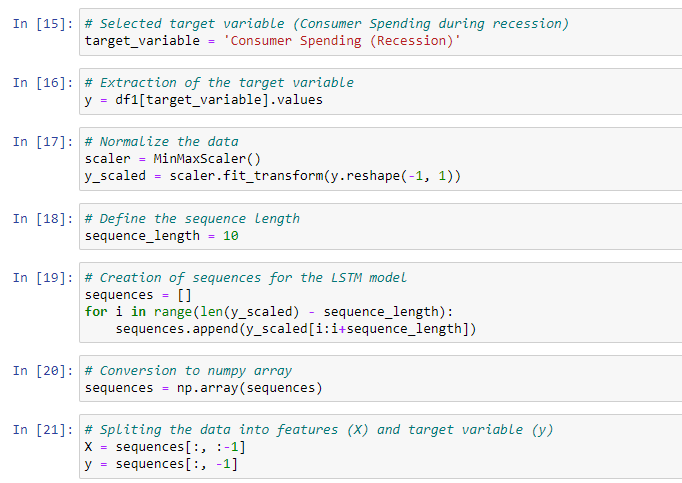 In [15]: # Selected target variable (Consumer Spending during recession)
target_variable = 'Consumer Spending (Recession)'
In [16]: # Extraction of the target variable
y = df1[target_variable].values
In [17]: # Normalize the data
scaler = MinMaxScaler()
y_scaled = scaler.fit_transform(y.reshape(-1, 1))
In [18]: # Define the sequence length
sequence_length = 10
In [19]: # Creation of sequences for the LSTM model
sequences = []
for i in range(len(y_scaled) - sequence_length):
    sequences.append(y_scaled[i:i+sequence_length])
In [20]: # Conversion to numpy array
sequences = np.array(sequences)
In [21]: # Spliting the data into features (X) and target variable (y)
X = sequences[:, :-1]
y = sequences[:, -1]